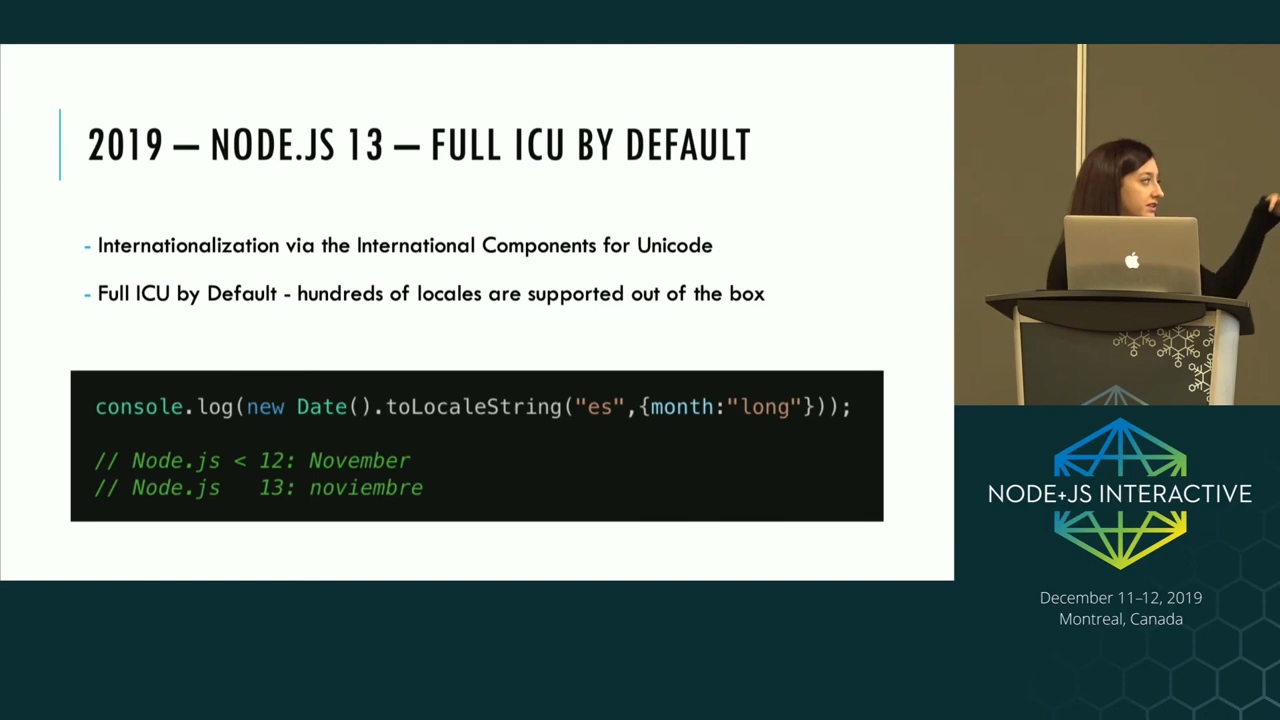 2019 — NODE.JS 13 — FULL ICU BY DEFAULT
- Internationalization via the International Components for Unicode
- Full ICU by Default - hundreds of locales are supported out of the box
console.log(new Date().toLocaleString("es",{month:"long"}));
// Node.js < 12: November
// Node.js   13: noviembre
NODE+JS INTERACTIVE
December 11–12, 2019
Montreal, Canada